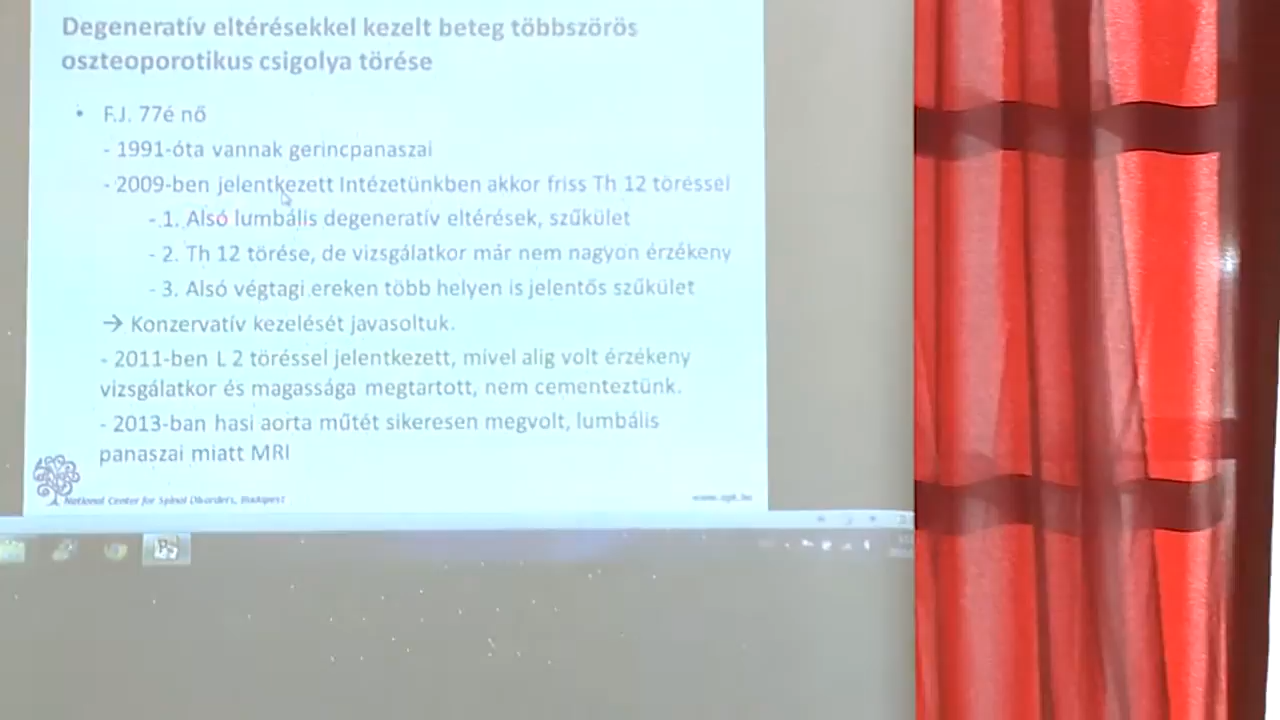 Degeneratív eltérésekkel kezelt beteg többszörös
oszteoporotikus csigolya törése
• F.J. 77é nő
- 1991-óta vannak gerincpanaszai
- 2009-ben jelentkezett Intézetünkben akkor friss Th 12 töréssel
- 1. Alsó lumbális degeneratív eltérések, szűkület
- 2. Th 12 törése, de vizsgálatkor már nem nagyon érzékeny
- 3. Alsó végtagi ereken több helyen is jelentős szűkület
→ Konzervatív kezelését javasoltuk.
- 2011-ben L 2 töréssel jelentkezett, mivel alig volt érzékeny
vizsgálatkor és magassága megtartott, nem cementeztünk.
- 2013-ban hasi aorta műtét sikeresen megvolt, lumbális
panaszai miatt MRI
National Center for Spinal Disorders, Budapest